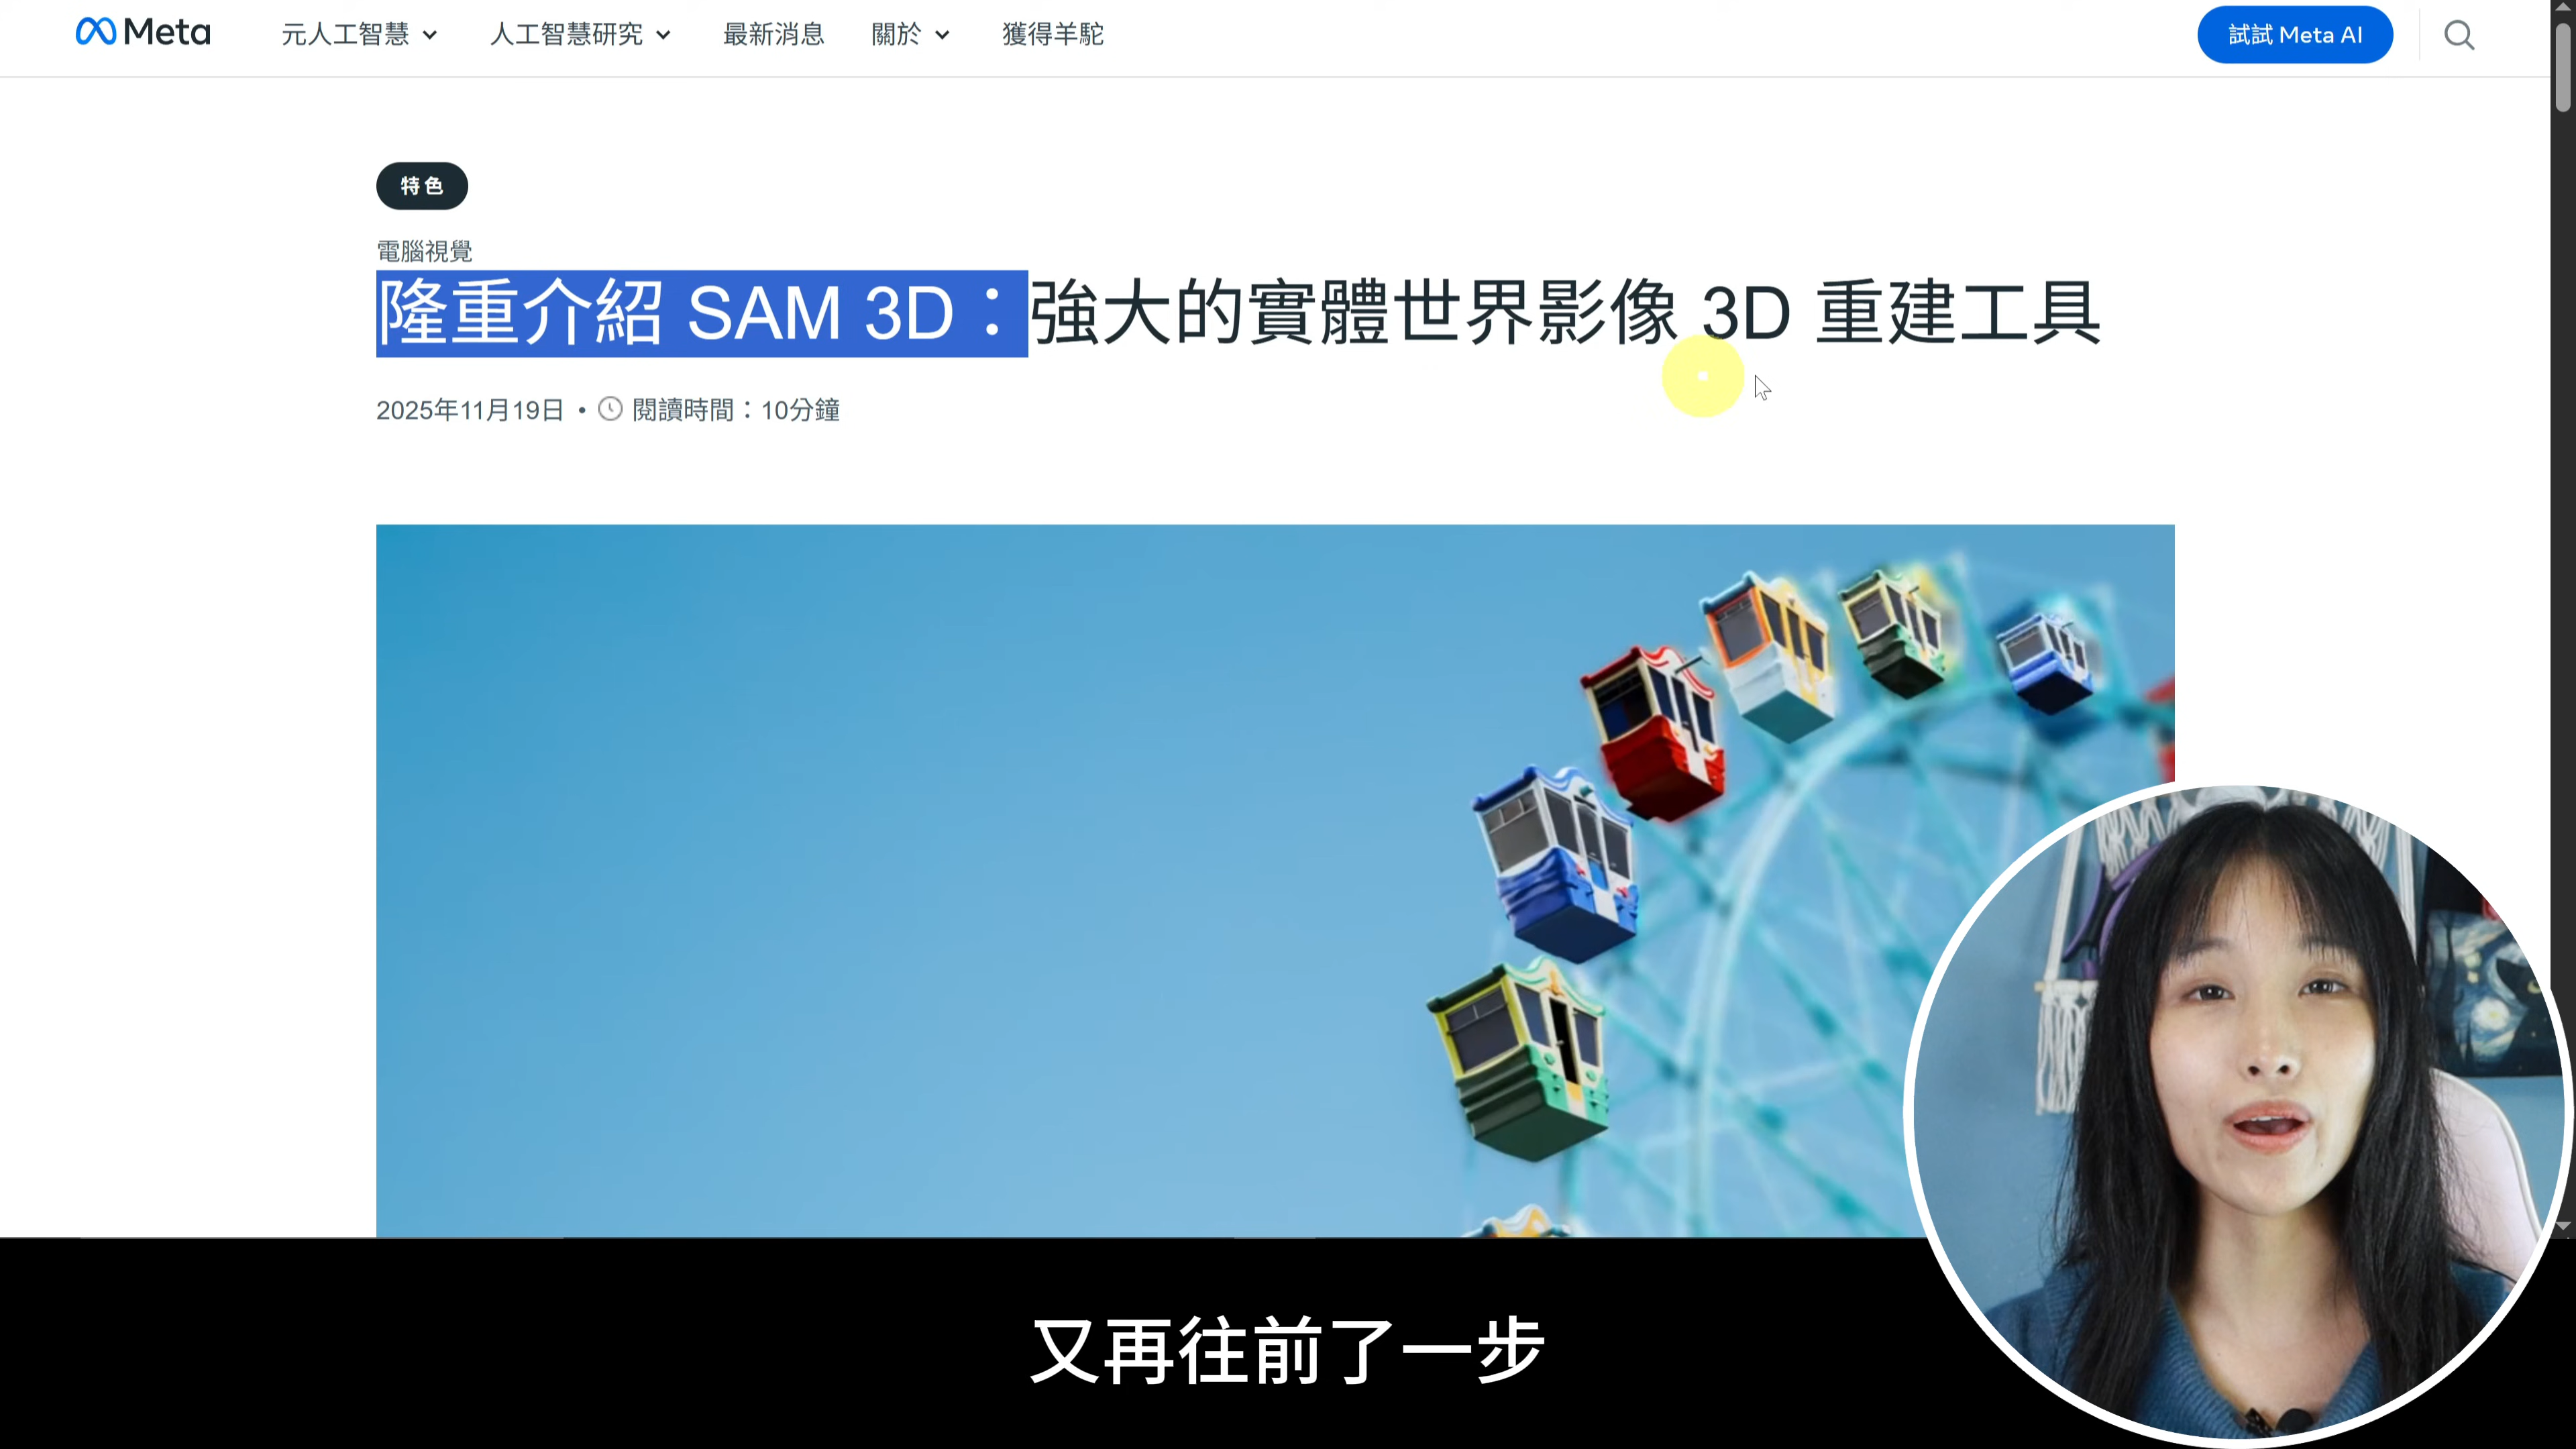 Meta
元人工智慧
人工智慧研究
最新消息
關於
獲得羊駝
試試 Meta AI
特色
電腦視覺
隆重介紹 SAM 3D：強大的實體世界影像 3D 重建工具
2025年11月19日 • 閱讀時間：10分鐘
又再往前了一步